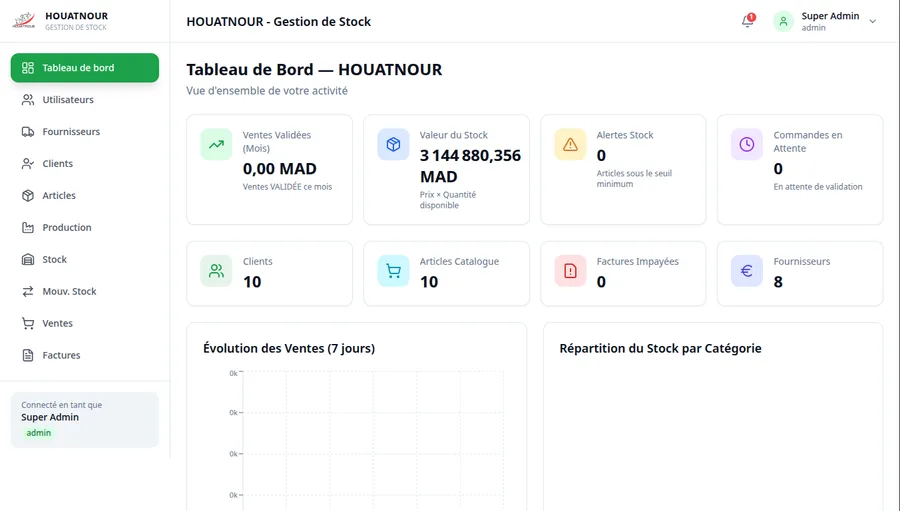 HOUATNOUR
GESTION DE STOCK
HOUATNOUR - Gestion de Stock
1
Super Admin
admin
Tableau de bord
Utilisateurs
Fournisseurs
Clients
Articles
Production
Stock
Mouv. Stock
Ventes
Factures
Connecté en tant que
Super Admin
admin
Tableau de Bord — HOUATNOUR
Vue d'ensemble de votre activité
Ventes Validées
(Mois)
0,00 MAD
Ventes VALIDÉE ce mois
Valeur du Stock
3 144 880,356
MAD
Prix × Quantité
disponible
Alertes Stock
0
Articles sous le seuil
minimum
Commandes en
Attente
0
En attente de validation
Clients
10
Articles Catalogue
10
Factures Impayées
0
Fournisseurs
8
Évolution des Ventes (7 jours)
0k
0k
0k
0k
Répartition du Stock par Catégorie